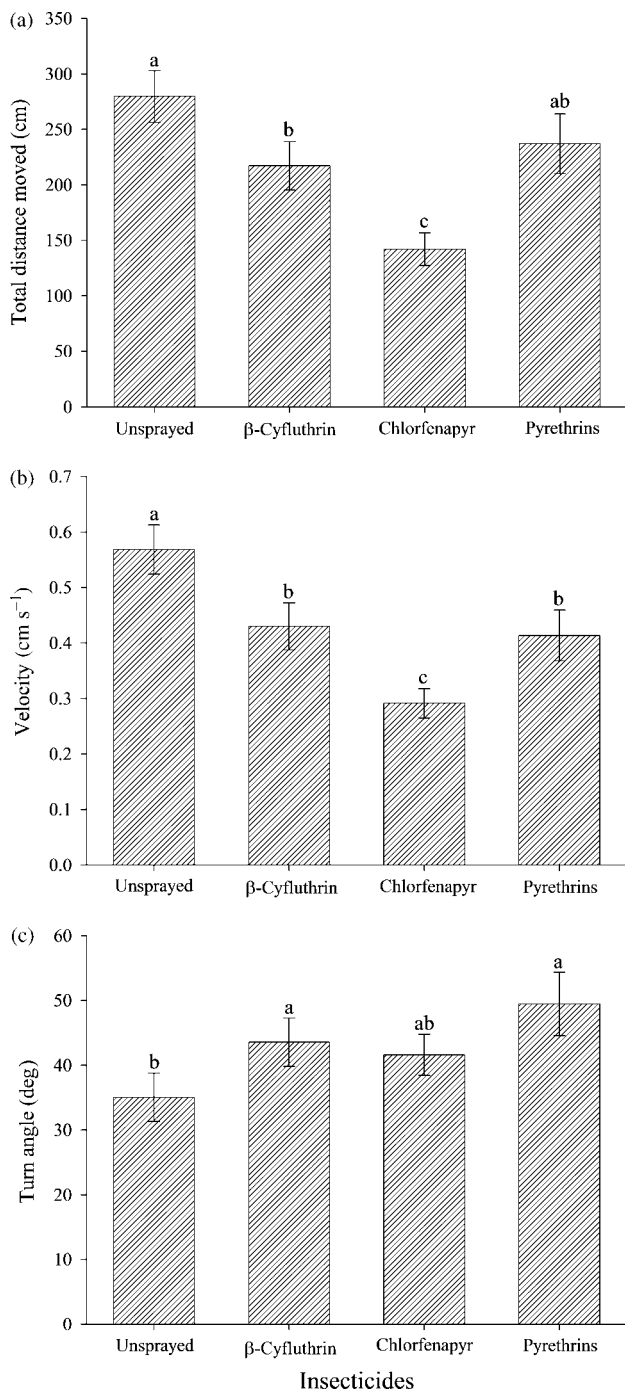 (a)
Total distance moved (cm)
350
300
250
200
150
100
50
0
a
b
c
ab
Unsprayed β-Cyfluthrin Chlorfenapyr Pyrethrins
(b)
Velocity (cm s⁻¹)
0.7
0.6
0.5
0.4
0.3
0.2
0.1
0.0
a
b
c
b
Unsprayed β-Cyfluthrin Chlorfenapyr Pyrethrins
(c)
Turn angle (deg)
60
50
40
30
20
10
0
b
a
ab
a
Unsprayed β-Cyfluthrin Chlorfenapyr Pyrethrins
Insecticides